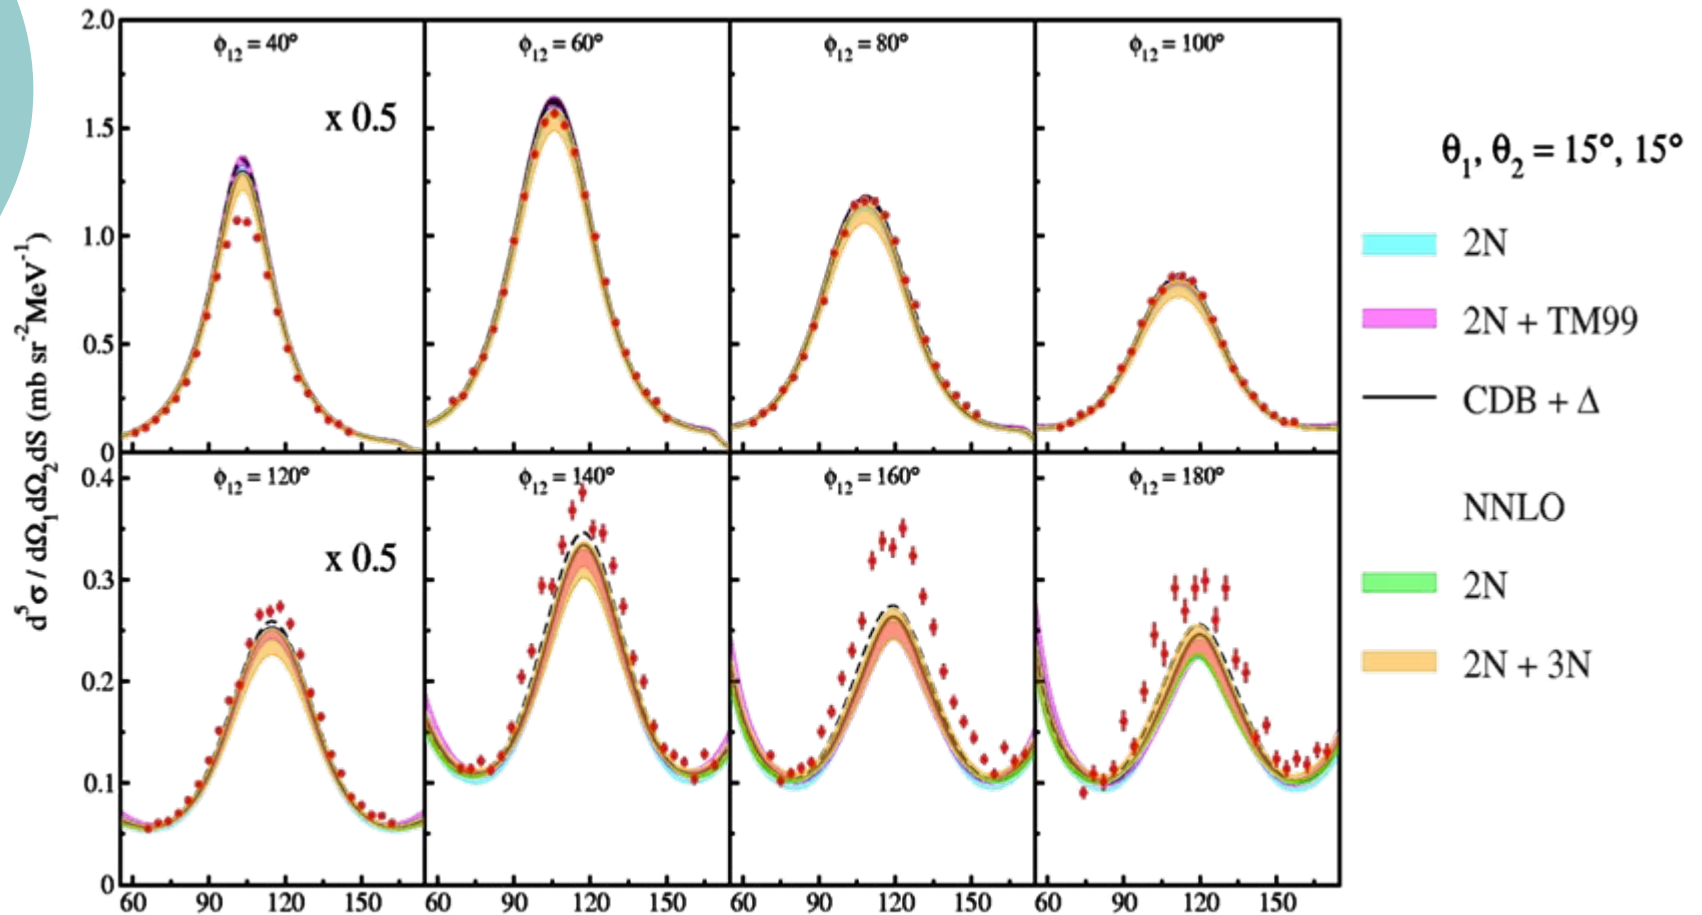 2.0
ϕ₁₂ = 40°
ϕ₁₂ = 60°
ϕ₁₂ = 80°
ϕ₁₂ = 100°
x 0.5
1.5
1.0
0.5
0
ϕ₁₂ = 120°
ϕ₁₂ = 140°
ϕ₁₂ = 160°
ϕ₁₂ = 180°
x 0.5
0.4
0.3
0.2
0.1
0
60 90 120 150 60 90 120 150 60 90 120 150 60 90 120 150
d⁵σ / dΩ₁dΩ₂dS (mb sr⁻²MeV⁻¹)
θ₁, θ₂ = 15°, 15°
2N
2N + TM99
CDB + Δ
NNLO
2N
2N + 3N